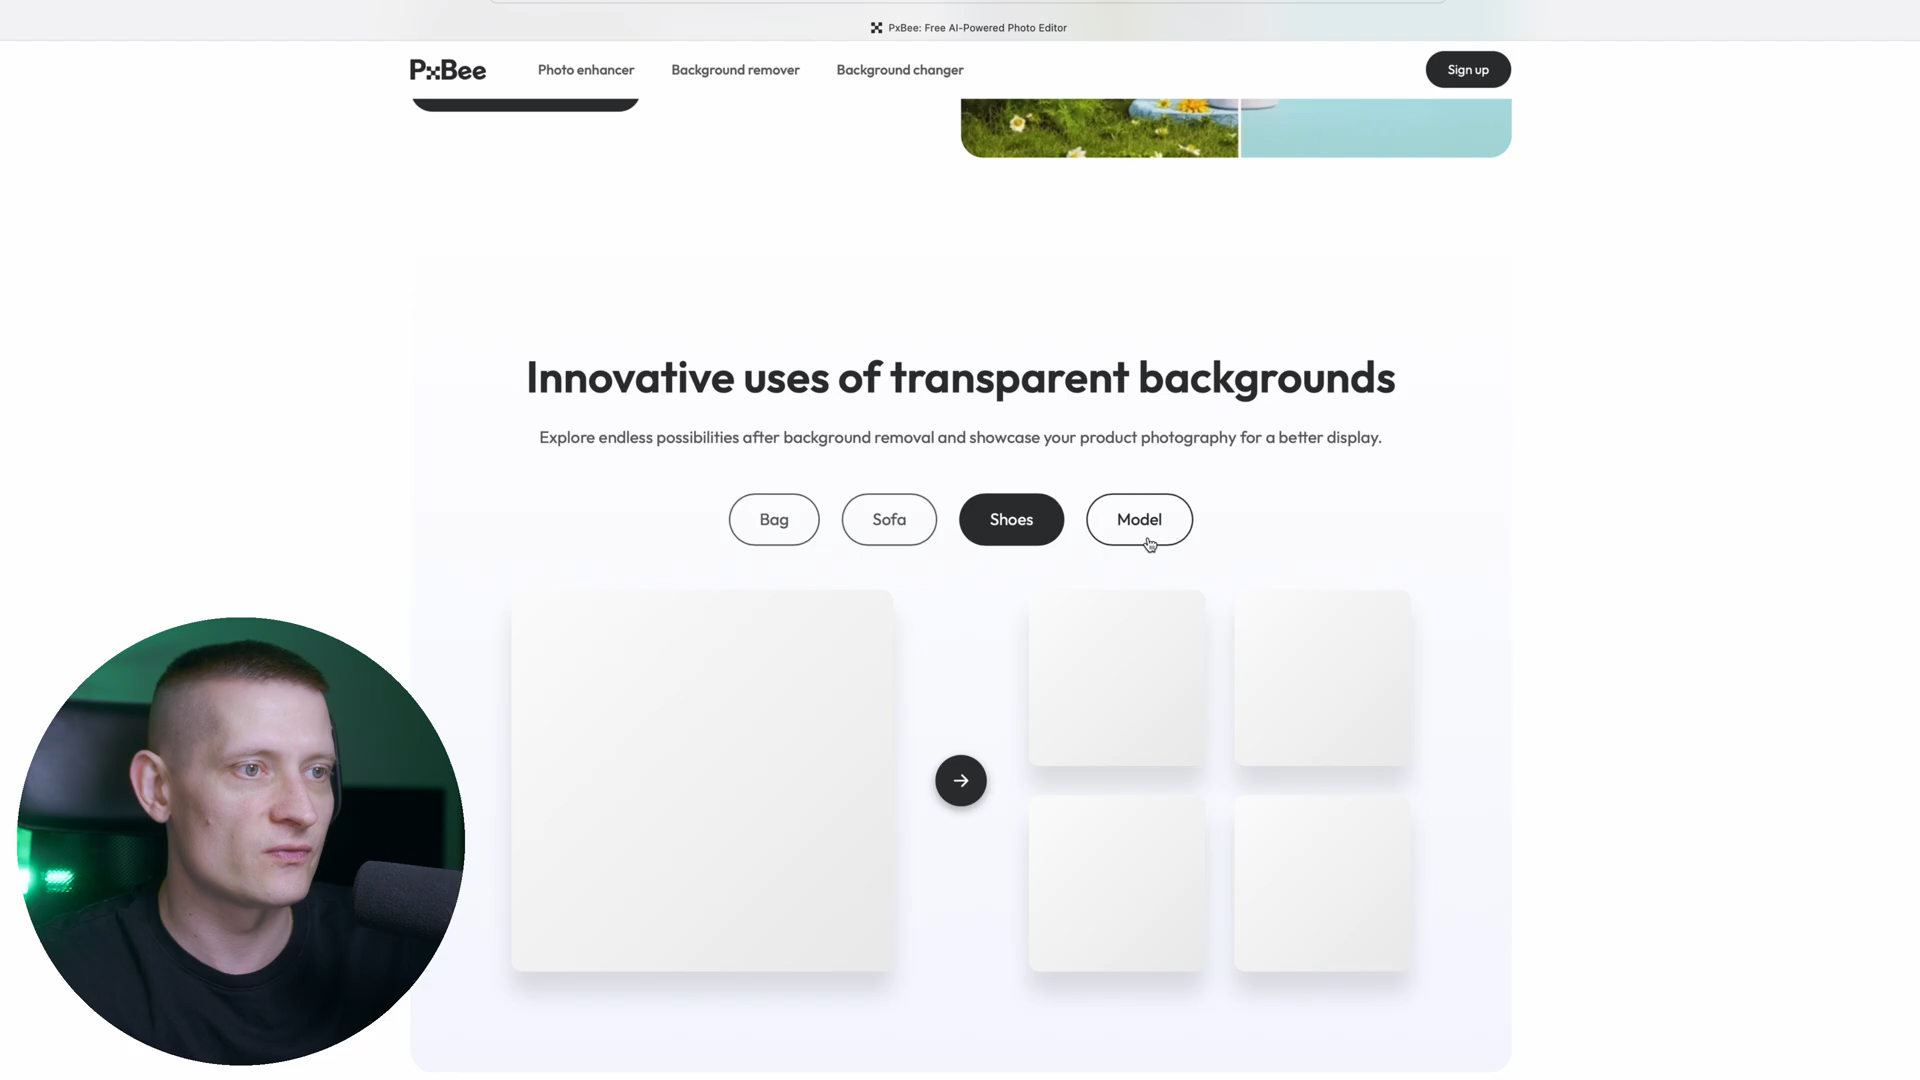 PxBee: Free AI-Powered Photo Editor
PxBee
Photo enhancer
Background remover
Background changer
Sign up
Innovative uses of transparent backgrounds
Explore endless possibilities after background removal and showcase your product photography for a better display.
Bag
Sofa
Shoes
Model